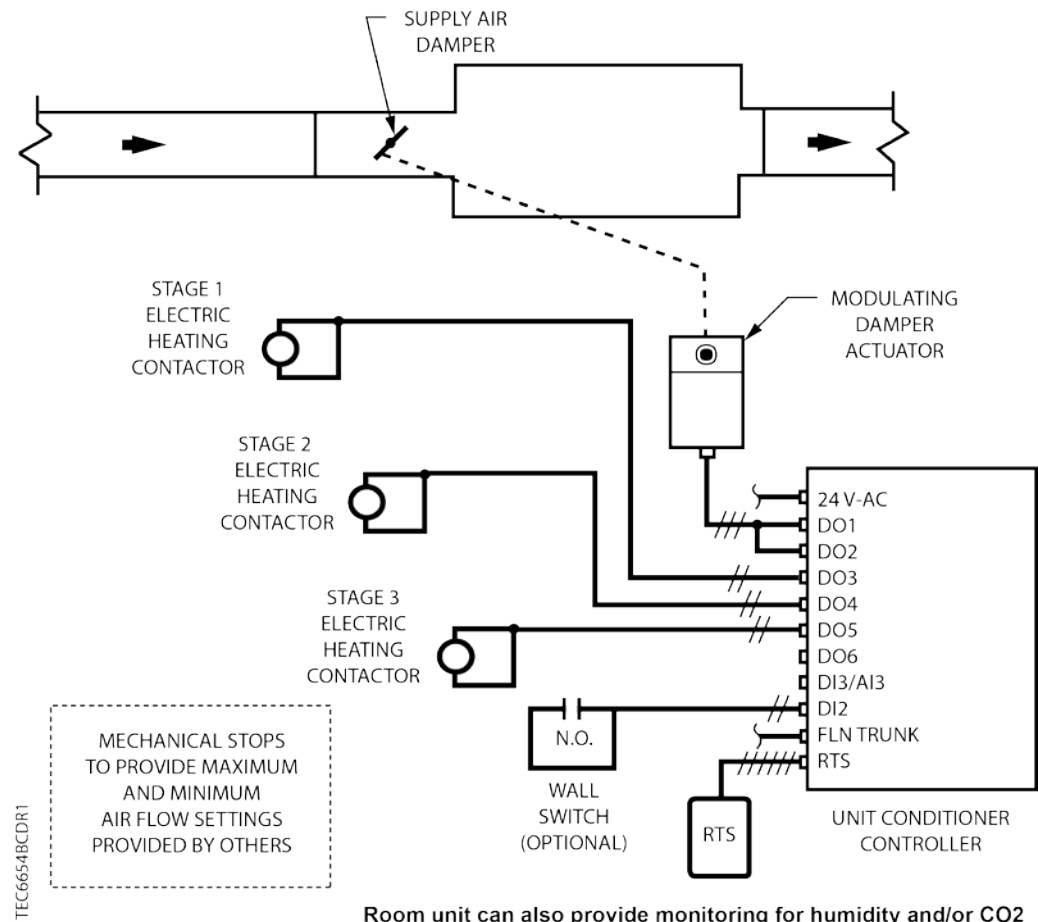 SUPPLY AIR
DAMPER
STAGE 1
ELECTRIC
HEATING
CONTACTOR
MODULATING
DAMPER
ACTUATOR
STAGE 2
ELECTRIC
HEATING
CONTACTOR
STAGE 3
ELECTRIC
HEATING
CONTACTOR
24 V-AC
DO1
DO2
DO3
DO4
DO5
DO6
DI3/AI3
DI2
FLN TRUNK
RTS
UNIT CONDITIONER
CONTROLLER
N.O.
WALL
SWITCH
(OPTIONAL)
RTS
MECHANICAL STOPS
TO PROVIDE MAXIMUM
AND MINIMUM
AIR FLOW SETTINGS
PROVIDED BY OTHERS
TEC6654BCDR1
Room unit can also provide monitoring for humidity and/or CO2